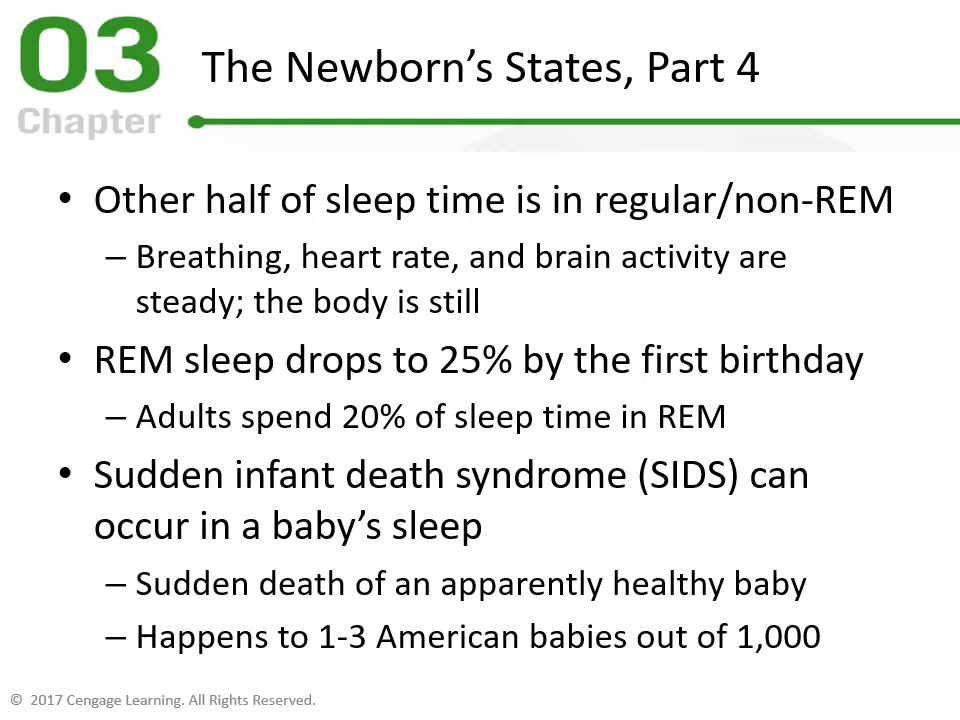 03
Chapter
The Newborn’s States, Part 4
• Other half of sleep time is in regular/non-REM
– Breathing, heart rate, and brain activity are
steady; the body is still
• REM sleep drops to 25% by the first birthday
– Adults spend 20% of sleep time in REM
• Sudden infant death syndrome (SIDS) can
occur in a baby’s sleep
– Sudden death of an apparently healthy baby
– Happens to 1-3 American babies out of 1,000
© 2017 Cengage Learning. All Rights Reserved.